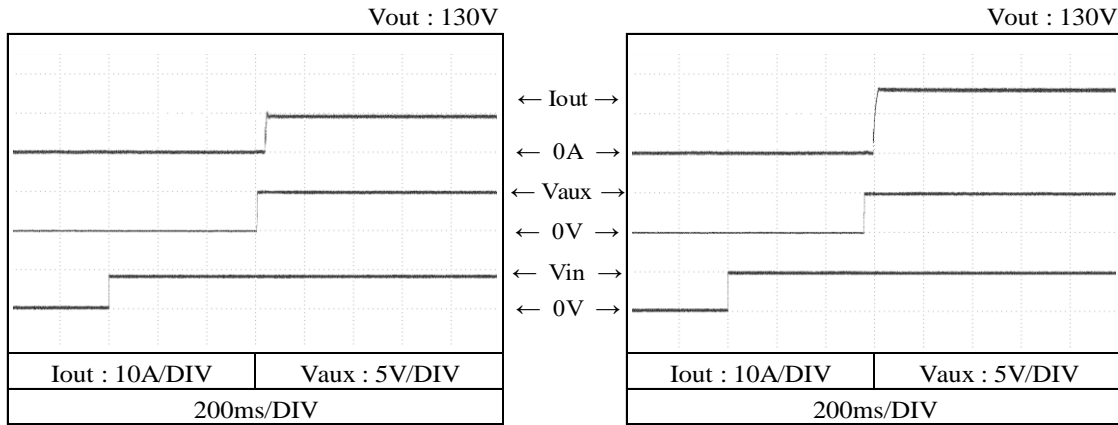 Vout : 130V
Vout : 130V
← Iout →
← 0A →
← Vaux →
← 0V →
← Vin →
← 0V →
Iout : 10A/DIV
Vaux : 5V/DIV
200ms/DIV
Iout : 10A/DIV
Vaux : 5V/DIV
200ms/DIV